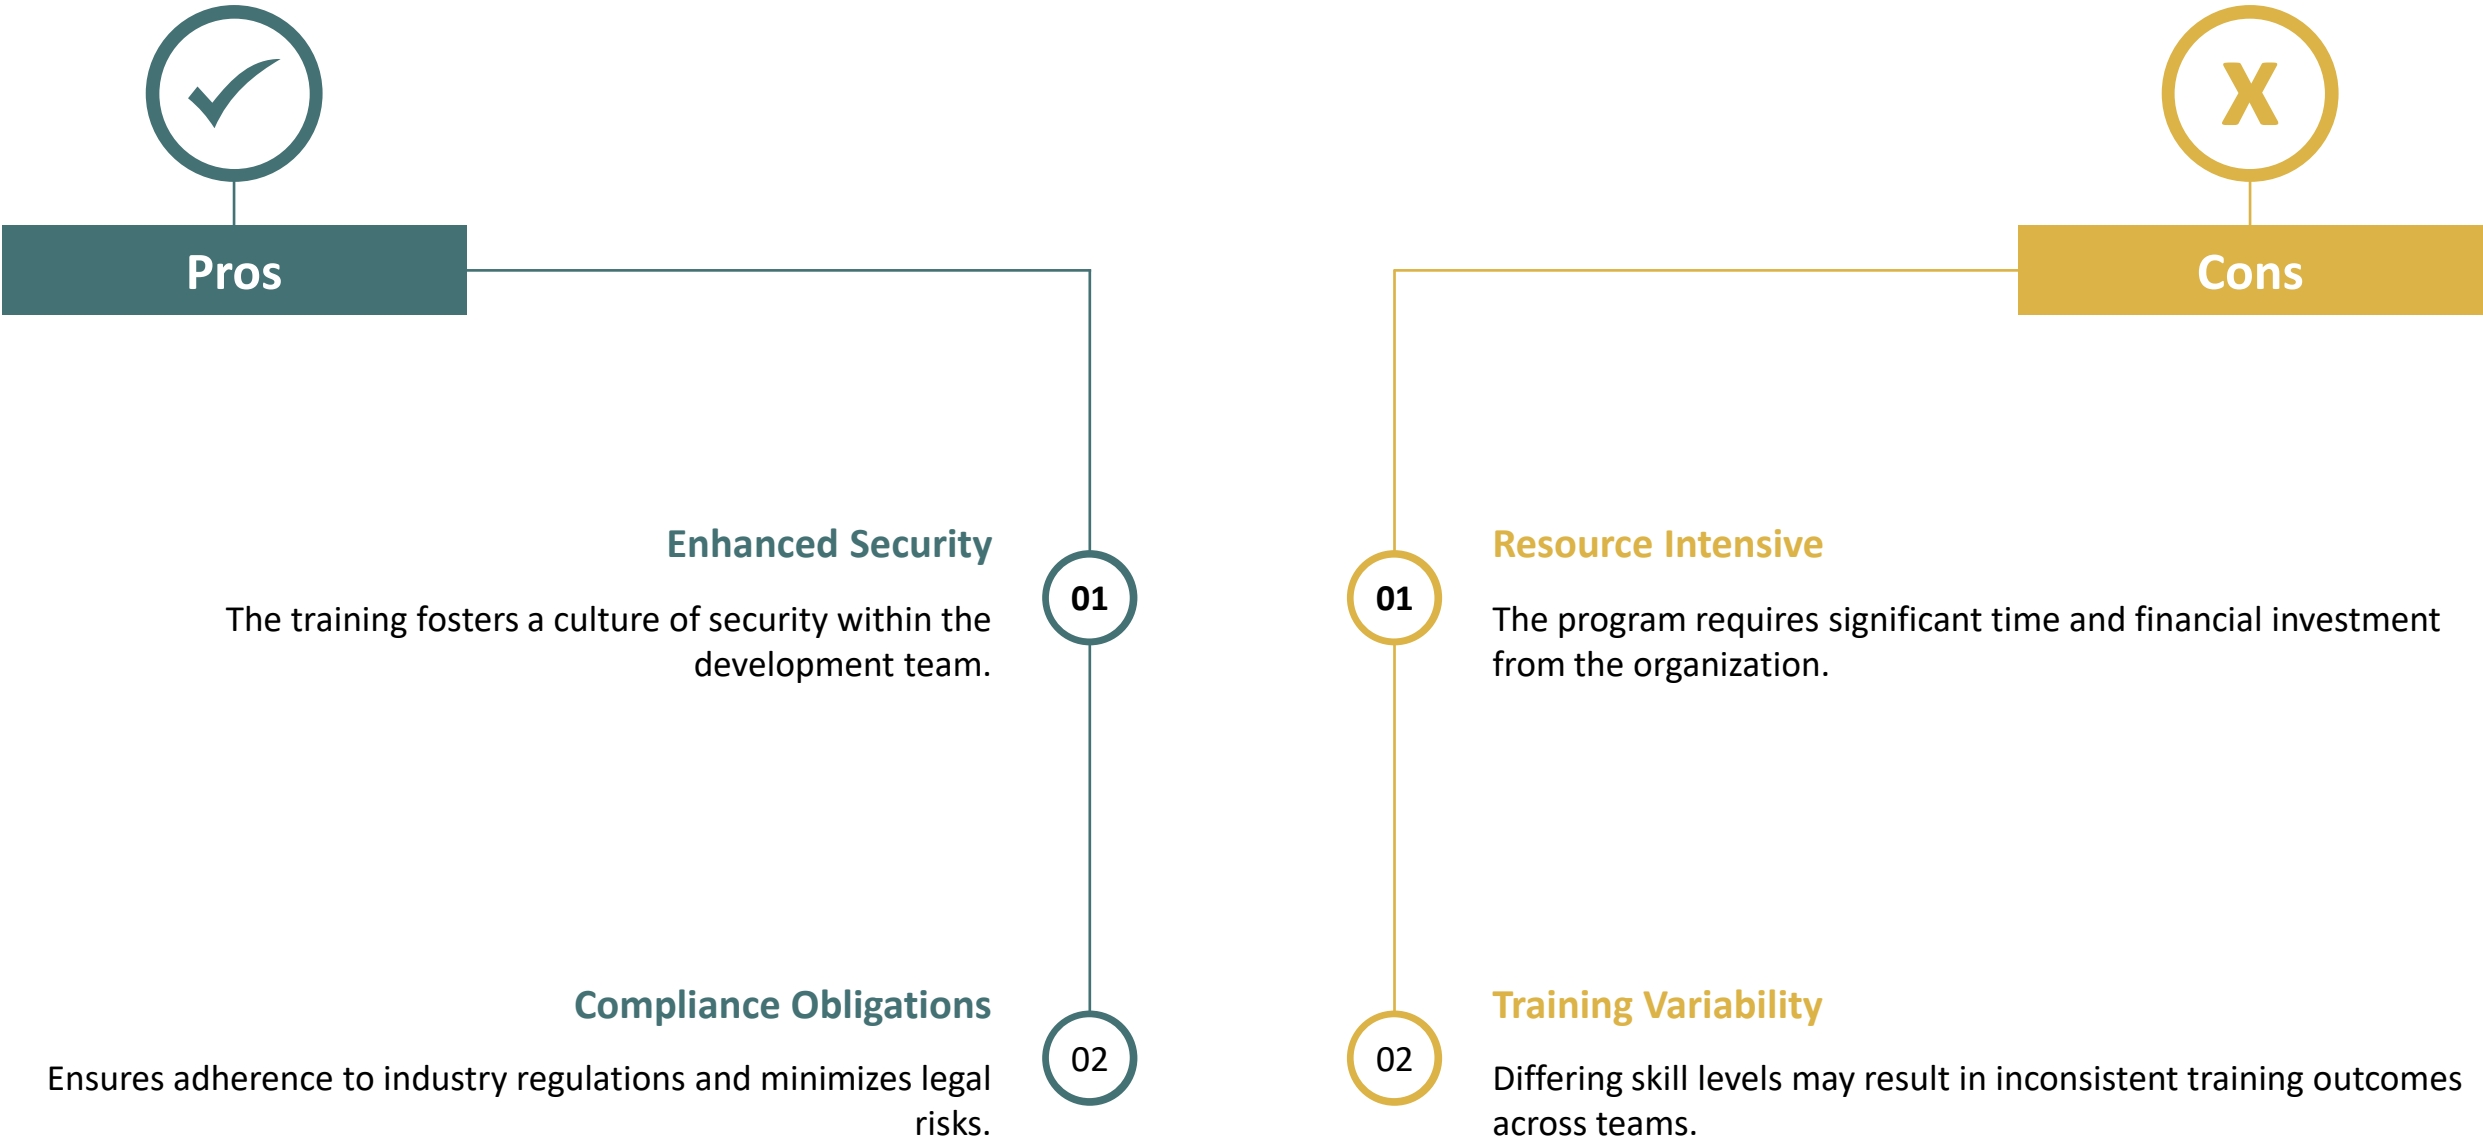 Pros
Enhanced Security
01
The training fosters a culture of security within the
development team.
Compliance Obligations
02
Ensures adherence to industry regulations and minimizes legal
risks.
X
Cons
Resource Intensive
01
The program requires significant time and financial investment
from the organization.
Training Variability
02
Differing skill levels may result in inconsistent training outcomes
across teams.